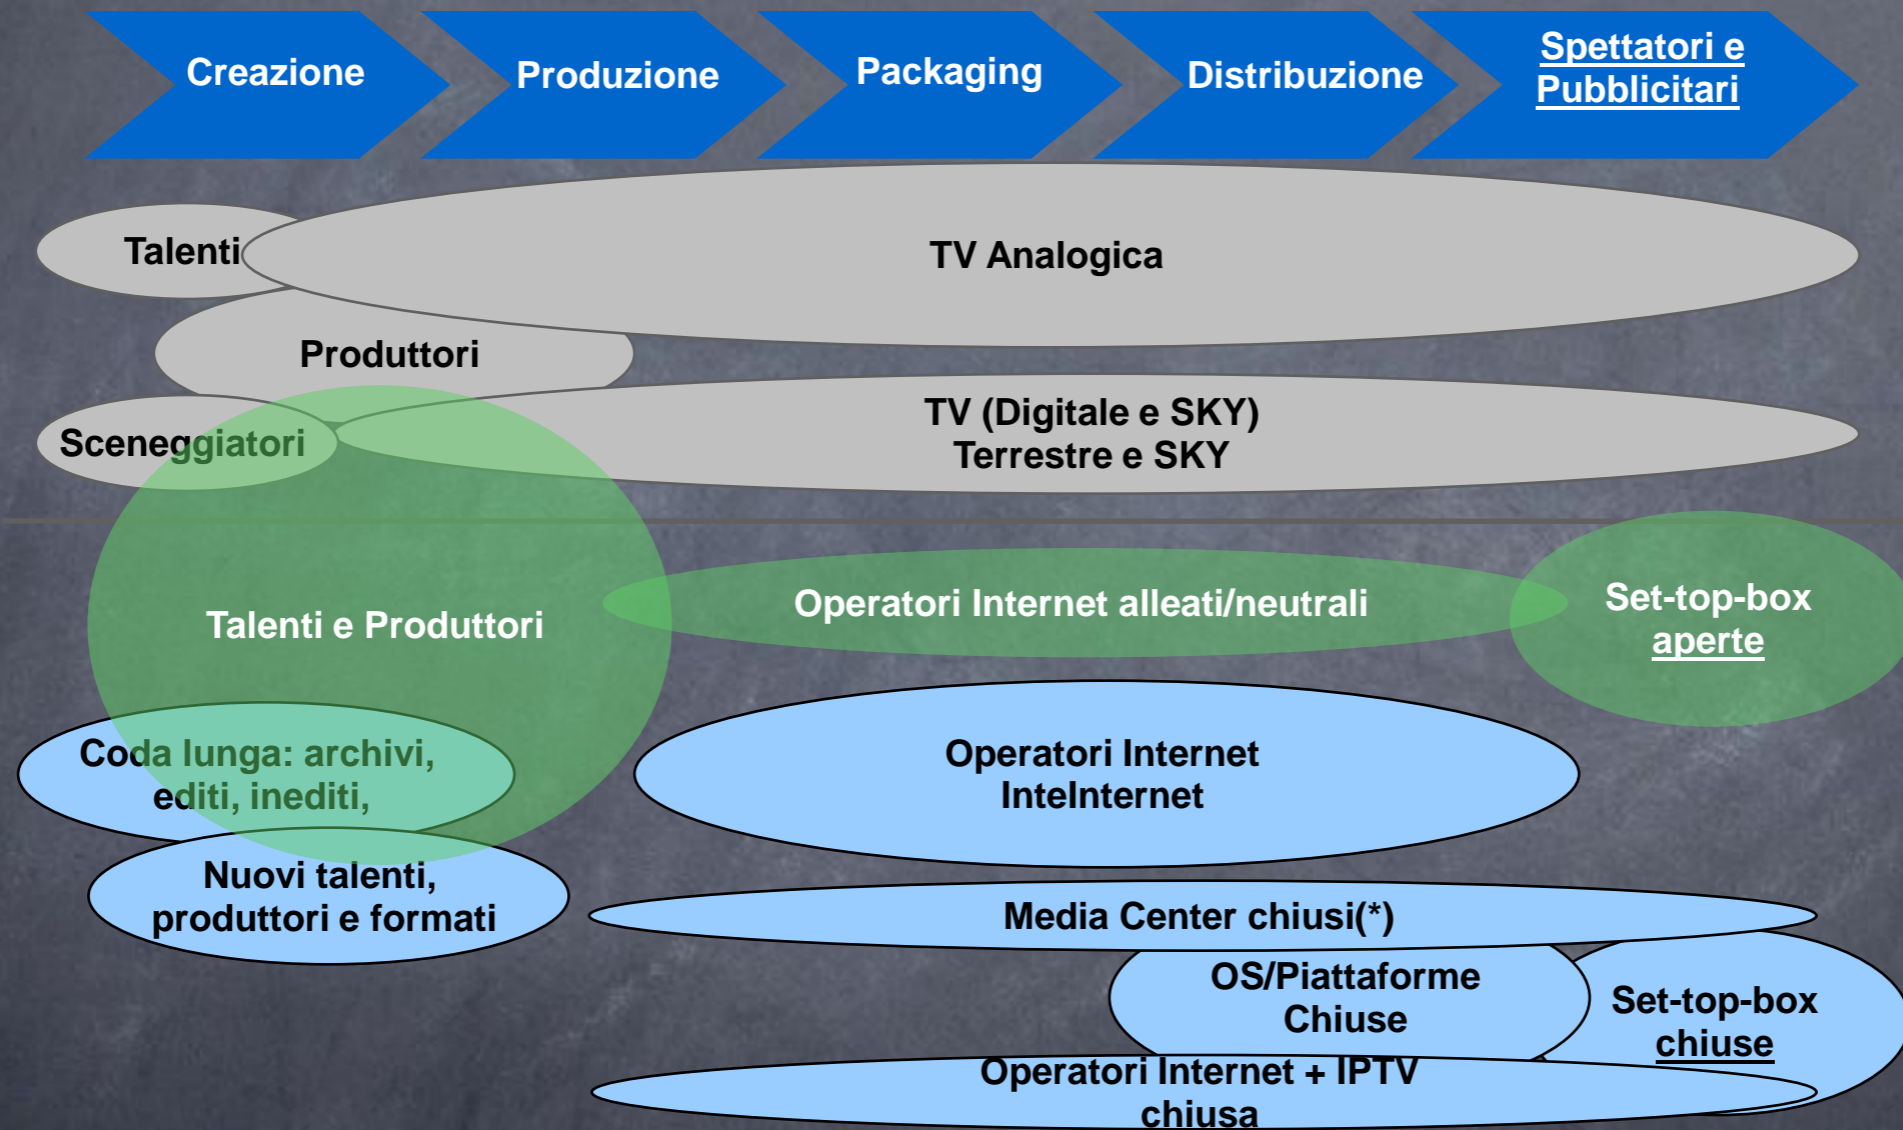 Creazione
Produzione
Packaging
Distribuzione
Spettatori e
Pubblicitari
Talenti
TV Analogica
Produttori
TV (Digitale e SKY)
Terrestre e SKY
Sceneggiatori
Talenti e Produttori
Operatori Internet alleati/neutrali
Set-top-box
aperte
Coda lunga: archivi,
editi, inediti,
Operatori Internet
InteInternet
Nuovi talenti,
produttori e formati
Media Center chiusi(*)
OS/Piattaforme
Chiuse
Set-top-box
chiuse
Operatori Internet + IPTV
chiusa